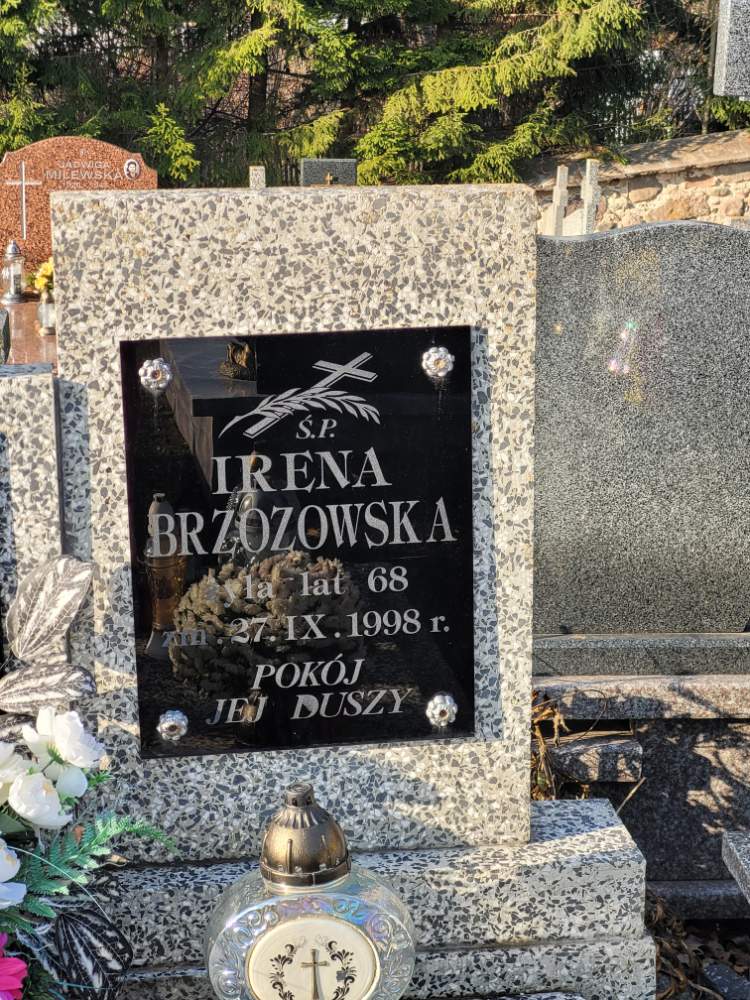 JADWIGA
MILEWSKA
Ś.P.
IRENA
BRZOZOWSKA
żyła lat 68
zm. 27.IX.1998 r.
POKÓJ
JEJ DUSZY